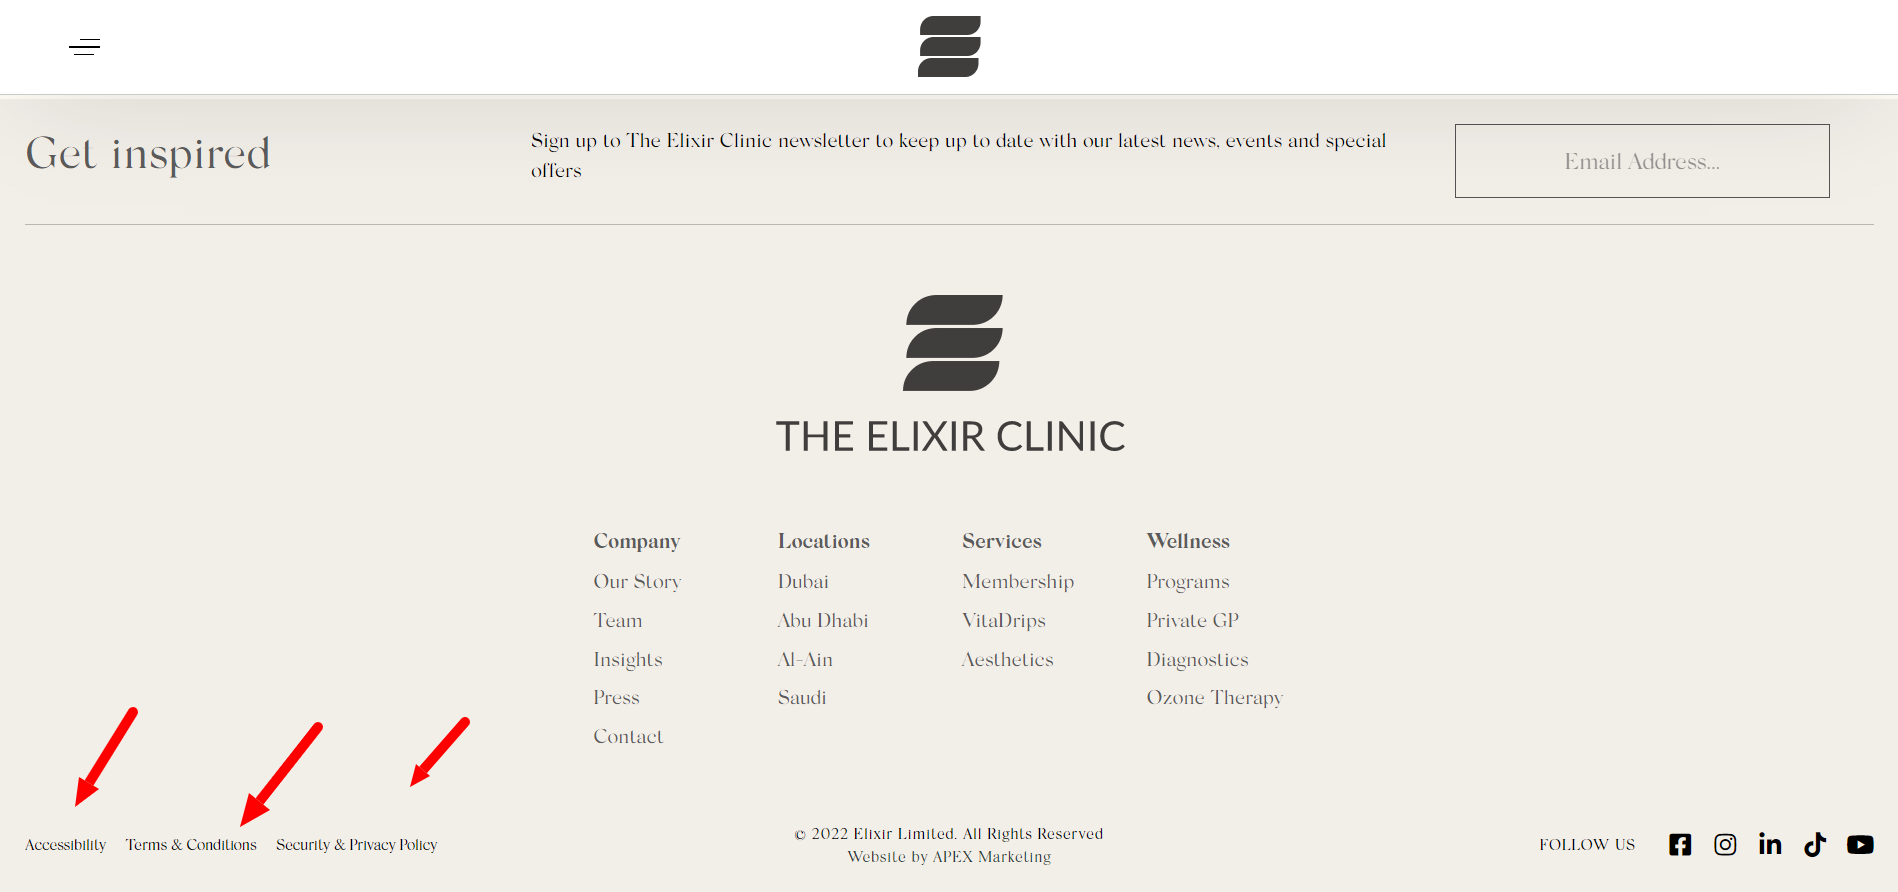 Get inspired
Sign up to The Elixir Clinic newsletter to keep up to date with our latest news, events and special
offers
Email Address...
THE ELIXIR CLINIC
Company
Our Story
Team
Insights
Press
Contact
Locations
Dubai
Abu Dhabi
Al-Ain
Saudi
Services
Membership
VitaDrips
Aesthetics
Wellness
Programs
Private GP
Diagnostics
Ozone Therapy
Accessibility Terms & Conditions Security & Privacy Policy
© 2022 Elixir Limited. All Rights Reserved
Website by APEX Marketing
FOLLOW US